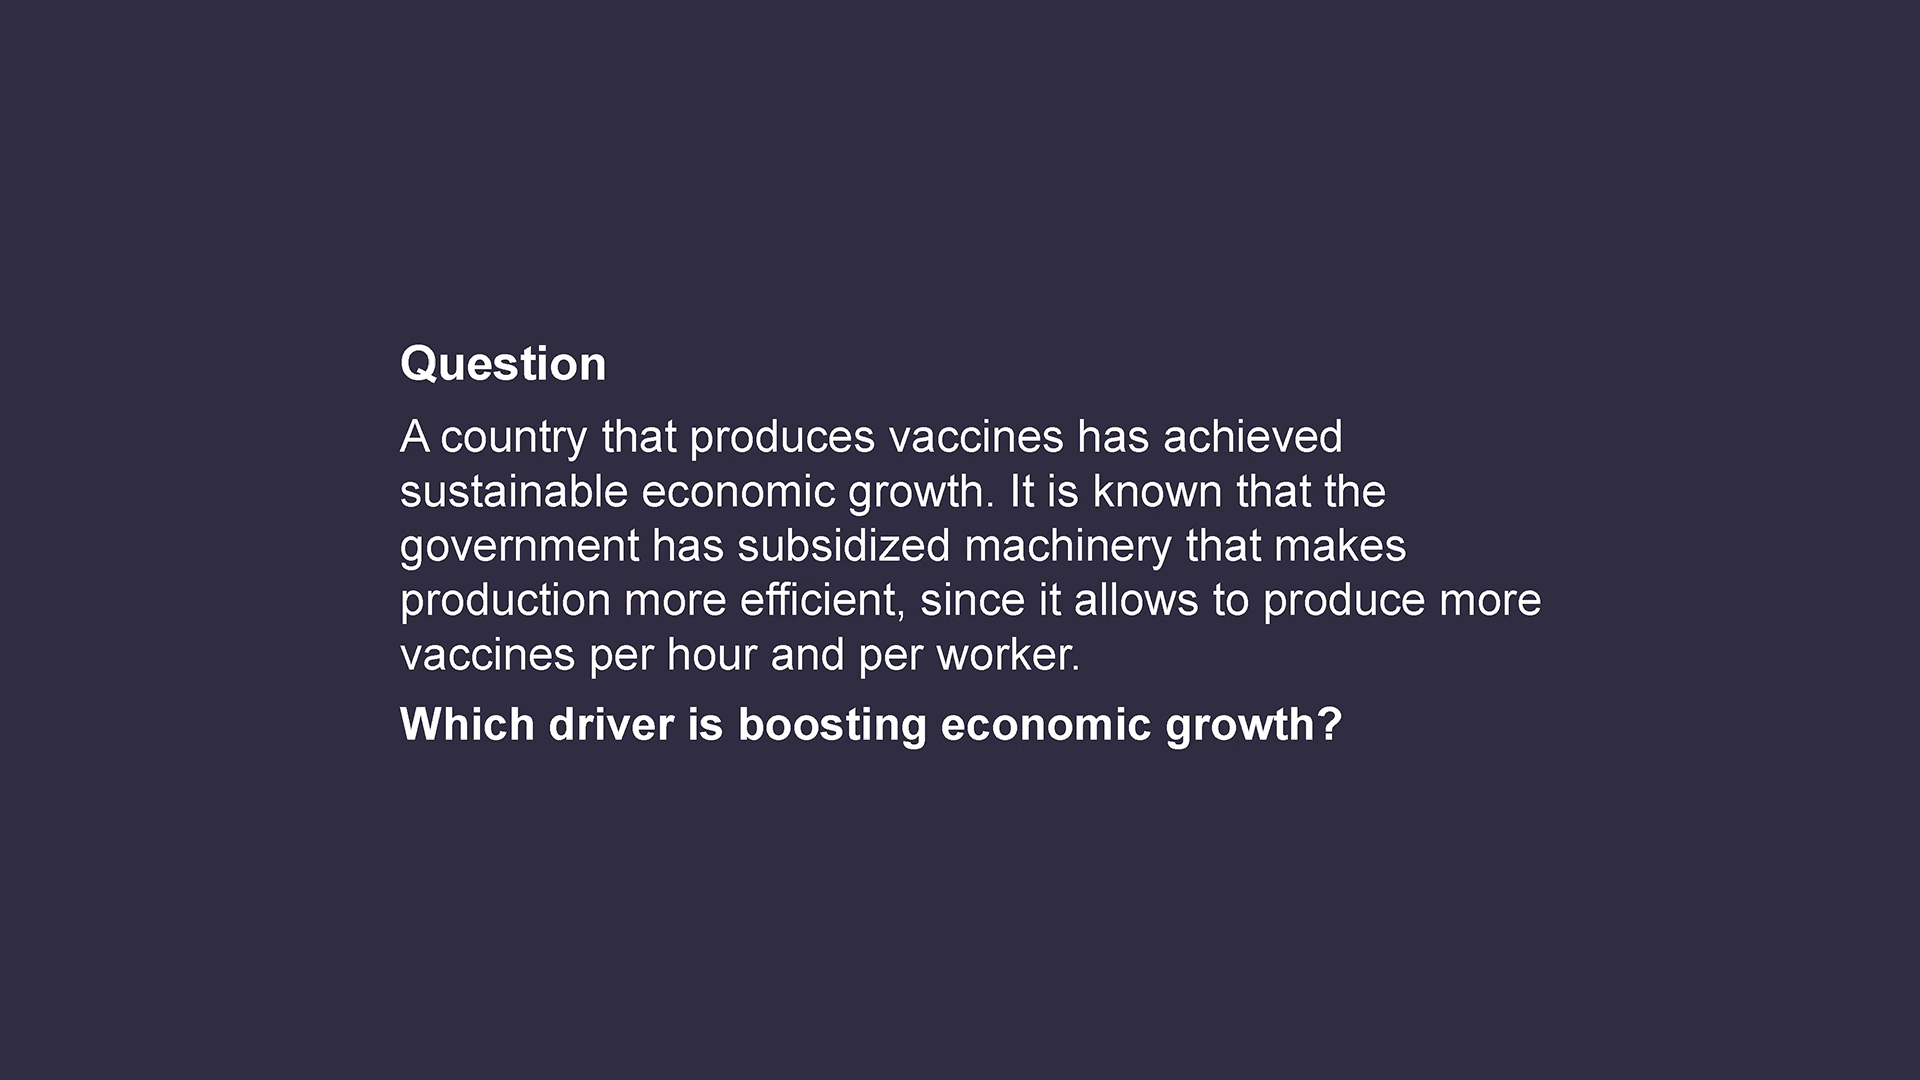 Question
A country that produces vaccines has achieved
sustainable economic growth. It is known that the
government has subsidized machinery that makes
production more efficient, since it allows to produce more
vaccines per hour and per worker.
Which driver is boosting economic growth?